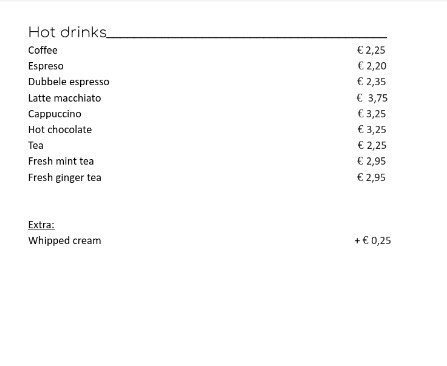 Hot drinks
Coffee € 2,25
Espreso € 2,20
Dubbele espresso € 2,35
Latte macchiato € 3,75
Cappuccino € 3,25
Hot chocolate € 3,25
Tea € 2,25
Fresh mint tea € 2,95
Fresh ginger tea € 2,95
Extra:
Whipped cream + € 0,25